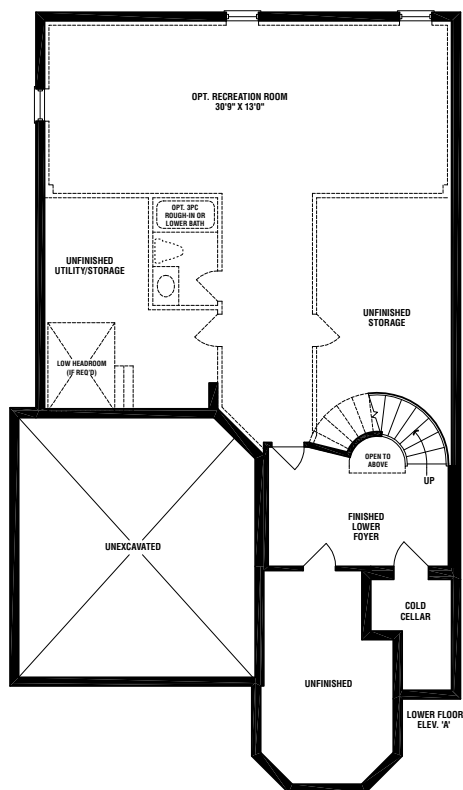 OPT. RECREATION ROOM
30'9" X 13'0"
OPT. 3PC
ROUGH-IN OR
LOWER BATH
UNFINISHED
UTILITY/STORAGE
UNFINISHED
STORAGE
LOW HEADROOM
(IF REQ'D)
OPEN TO
ABOVE
UP
FINISHED
LOWER
FOYER
UNEXCAVATED
COLD
CELLAR
UNFINISHED
LOWER FLOOR
ELEV. 'A'